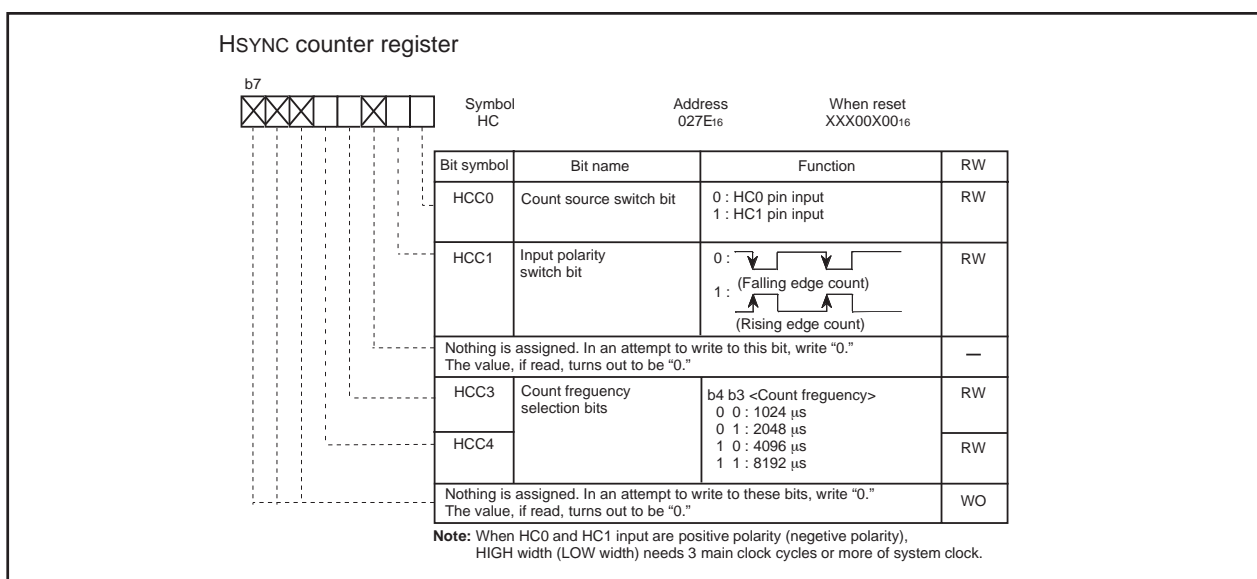 HSYNC counter register
b7
Symbol Address When reset
HC 027E16 XXX00X0016
Bit symbol Bit name Function RW
HCC0 Count source switch bit 0 : HC0 pin input RW
1 : HC1 pin input
HCC1 Input polarity 0 : RW
switch bit
(Falling edge count)
1 :
(Rising edge count)
Nothing is assigned. In an attempt to write to this bit, write “0.” —
The value, if read, turns out to be “0.”
HCC3 Count freguency b4 b3 <Count freguency> RW
selection bits 0 0 : 1024 μs
0 1 : 2048 μs
HCC4 1 0 : 4096 μs RW
1 1 : 8192 μs
Nothing is assigned. In an attempt to write to these bits, write “0.” WO
The value, if read, turns out to be “0.”
Note: When HC0 and HC1 input are positive polarity (negetive polarity),
HIGH width (LOW width) needs 3 main clock cycles or more of system clock.